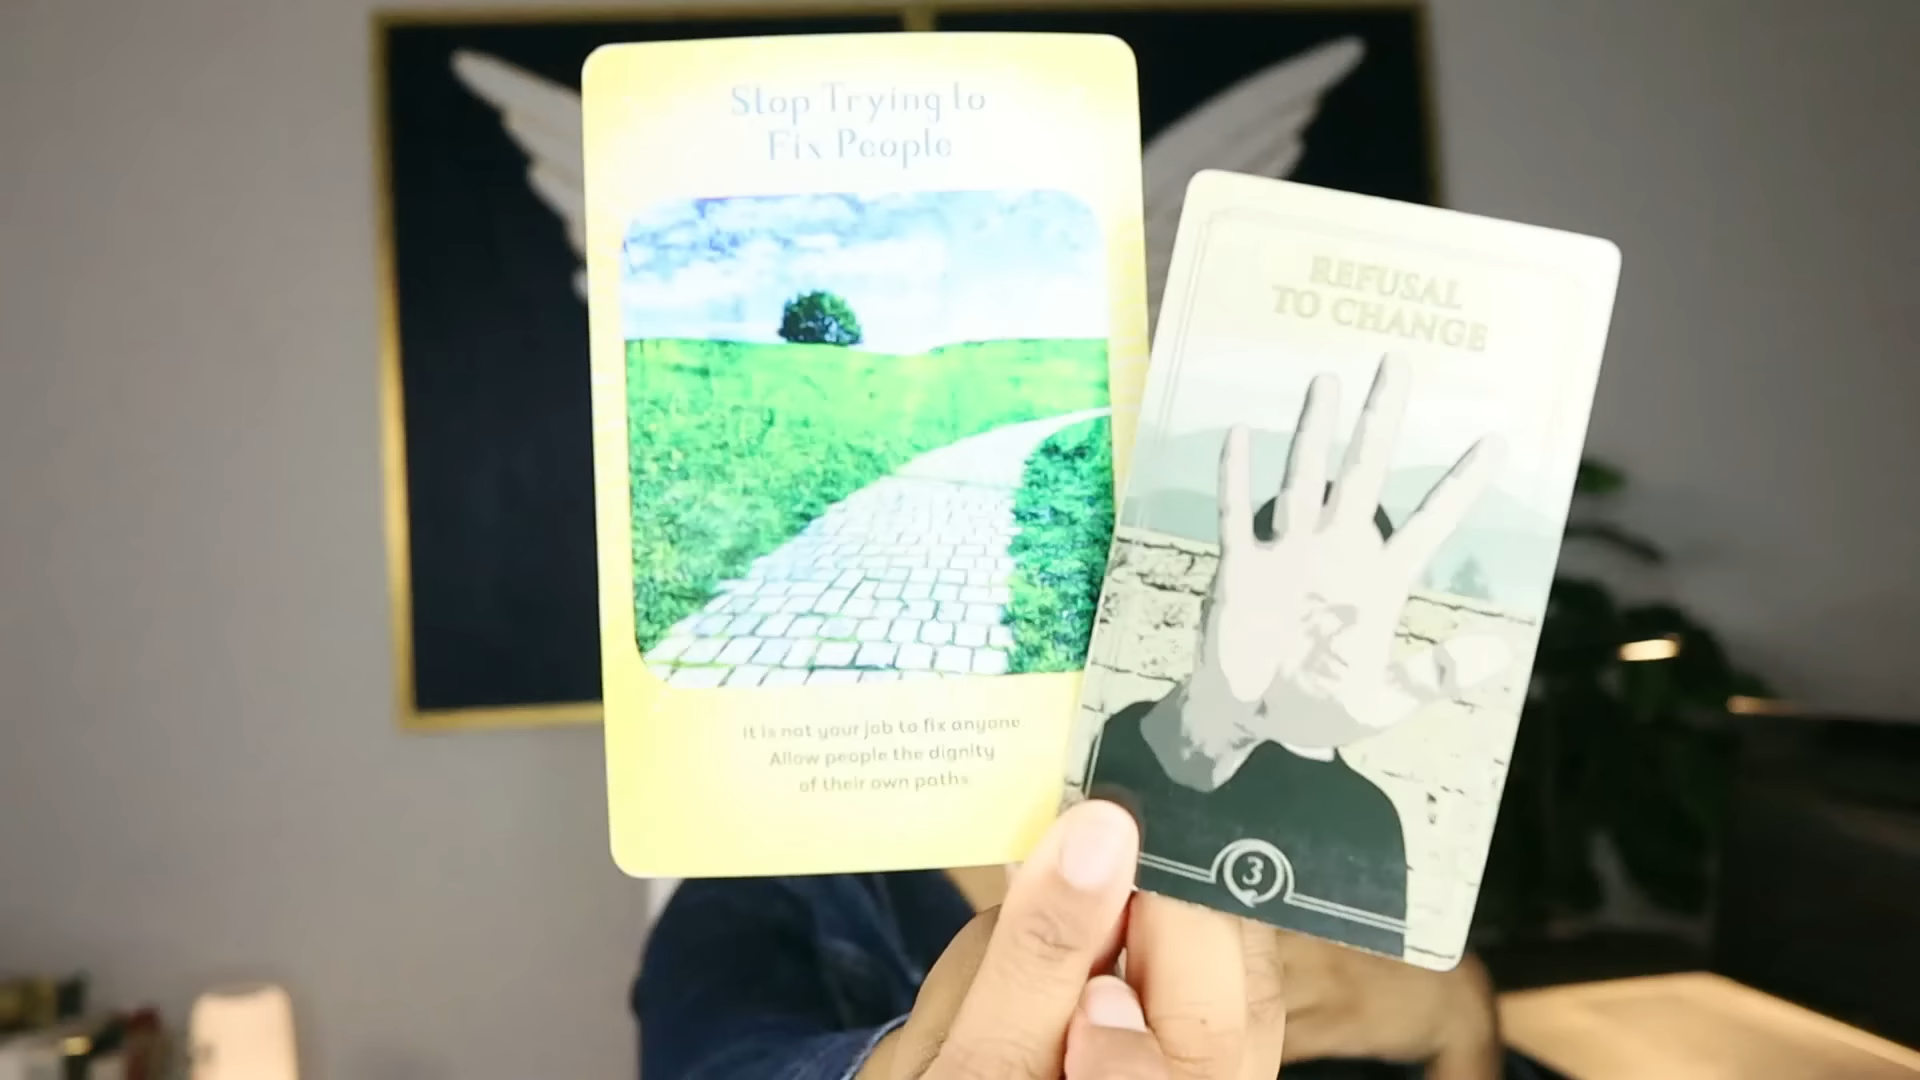 Stop Trying to
Fix People
It is not your job to fix anyone.
Allow people the dignity
of their own paths.
REFUSAL
TO CHANGE
3